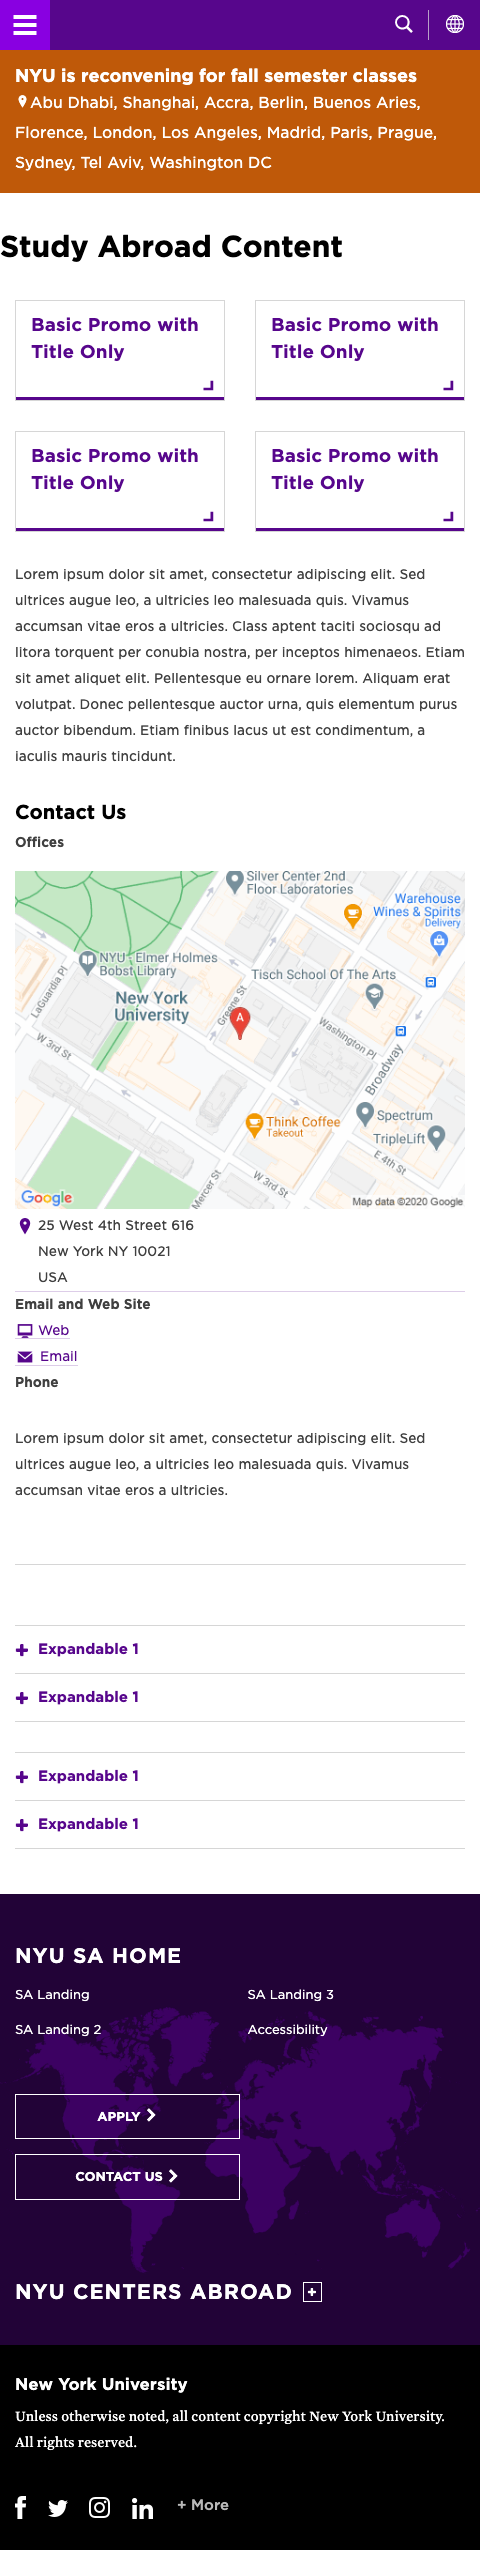 NYU is reconvening for fall semester classes
Abu Dhabi, Shanghai, Accra, Berlin, Buenos Aries,
Florence, London, Los Angeles, Madrid, Paris, Prague,
Sydney, Tel Aviv, Washington DC
Study Abroad Content
Basic Promo with
Title Only
Basic Promo with
Title Only
Basic Promo with
Title Only
Basic Promo with
Title Only
Lorem ipsum dolor sit amet, consectetur adipiscing elit. Sed
ultrices augue leo, a ultricies leo malesuada quis. Vivamus
accumsan vitae eros a ultricies. Class aptent taciti sociosqu ad
litora torquent per conubia nostra, per inceptos himenaeos. Etiam
sit amet aliquet elit. Pellentesque eu ornare lorem. Aliquam erat
volutpat. Donec pellentesque auctor urna, quis elementum purus
auctor bibendum. Etiam finibus lacus ut est condimentum, a
iaculis mauris tincidunt.
Contact Us
Offices
Silver Center 2nd
Floor Laboratories
Warehouse
Wines & Spirits
Delivery
NYU - Elmer Holmes
Bobst Library
Tisch School Of The Arts
LaGuardia Pl
New York
University
Greene St
A
W 3rd St
Washington Pl
Broadway
Think Coffee
Takeout
Spectrum
TripleLift
E 4th St
Mercer St
W 3rd St
Google
Map data ©2020 Google
25 West 4th Street 616
New York NY 10021
USA
Email and Web Site
Web
Email
Phone
Lorem ipsum dolor sit amet, consectetur adipiscing elit. Sed
ultrices augue leo, a ultricies leo malesuada quis. Vivamus
accumsan vitae eros a ultricies.
+ Expandable 1
+ Expandable 1
+ Expandable 1
+ Expandable 1
NYU SA HOME
SA Landing
SA Landing 3
SA Landing 2
Accessibility
APPLY
CONTACT US
NYU CENTERS ABROAD +
New York University
Unless otherwise noted, all content copyright New York University.
All rights reserved.
+ More